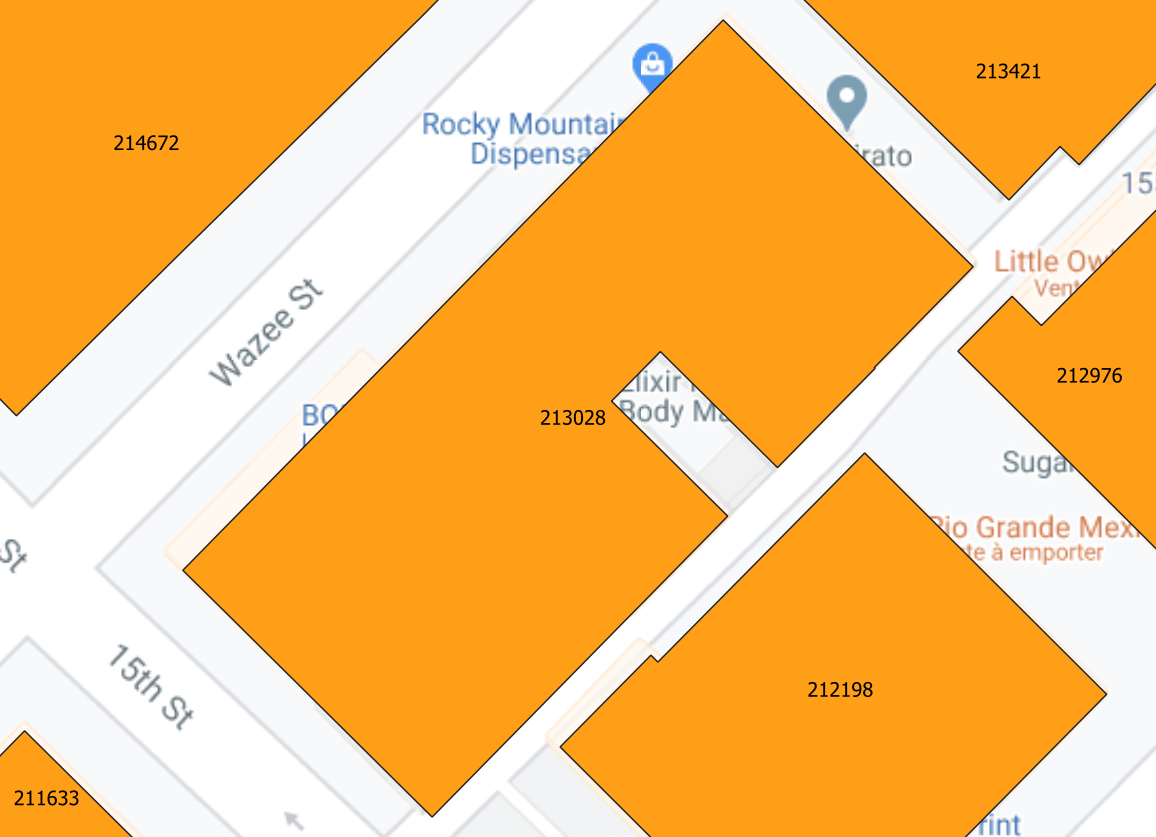 213421
214672
Rocky Mountain
Dispensa
irato
15
Little Ow
Vent
Wazee St
212976
Elixir
Body Ma
BO
213028
Sugar
Rio Grande Mexi
te à emporter
St
15th St
212198
211633
rint